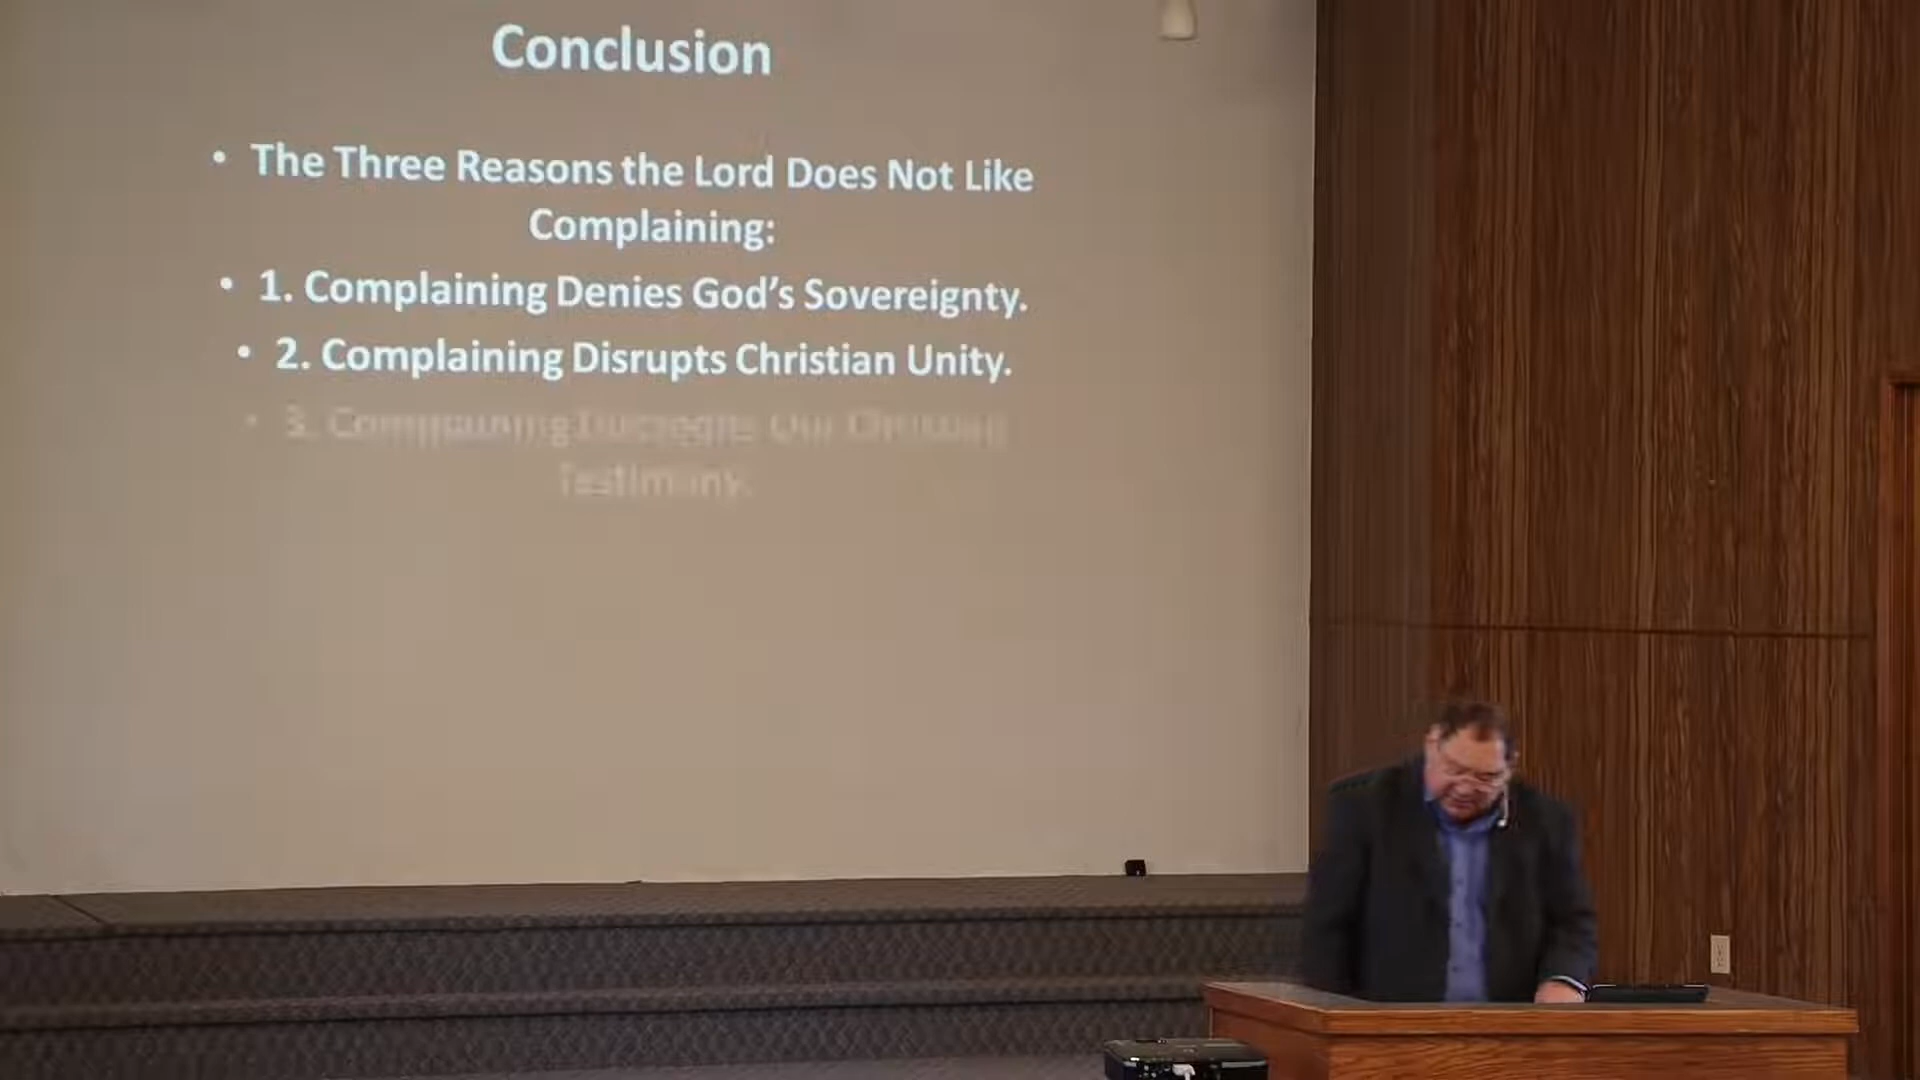 Conclusion
• The Three Reasons the Lord Does Not Like
Complaining:
• 1. Complaining Denies God's Sovereignty.
• 2. Complaining Disrupts Christian Unity.
• 3. Complaining Our Christian
Testimony.